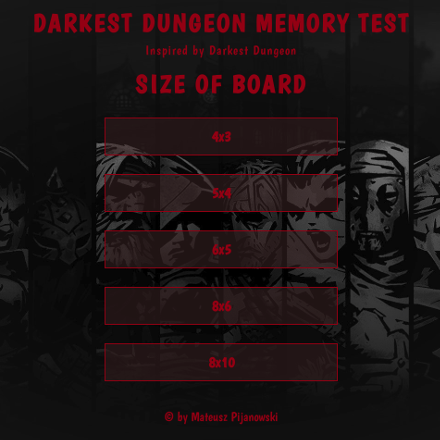 DARKEST DUNGEON MEMORY TEST
Inspired by Darkest Dungeon
SIZE OF BOARD
4x3
5x4
6x5
8x6
8x10
© by Mateusz Pijanowski